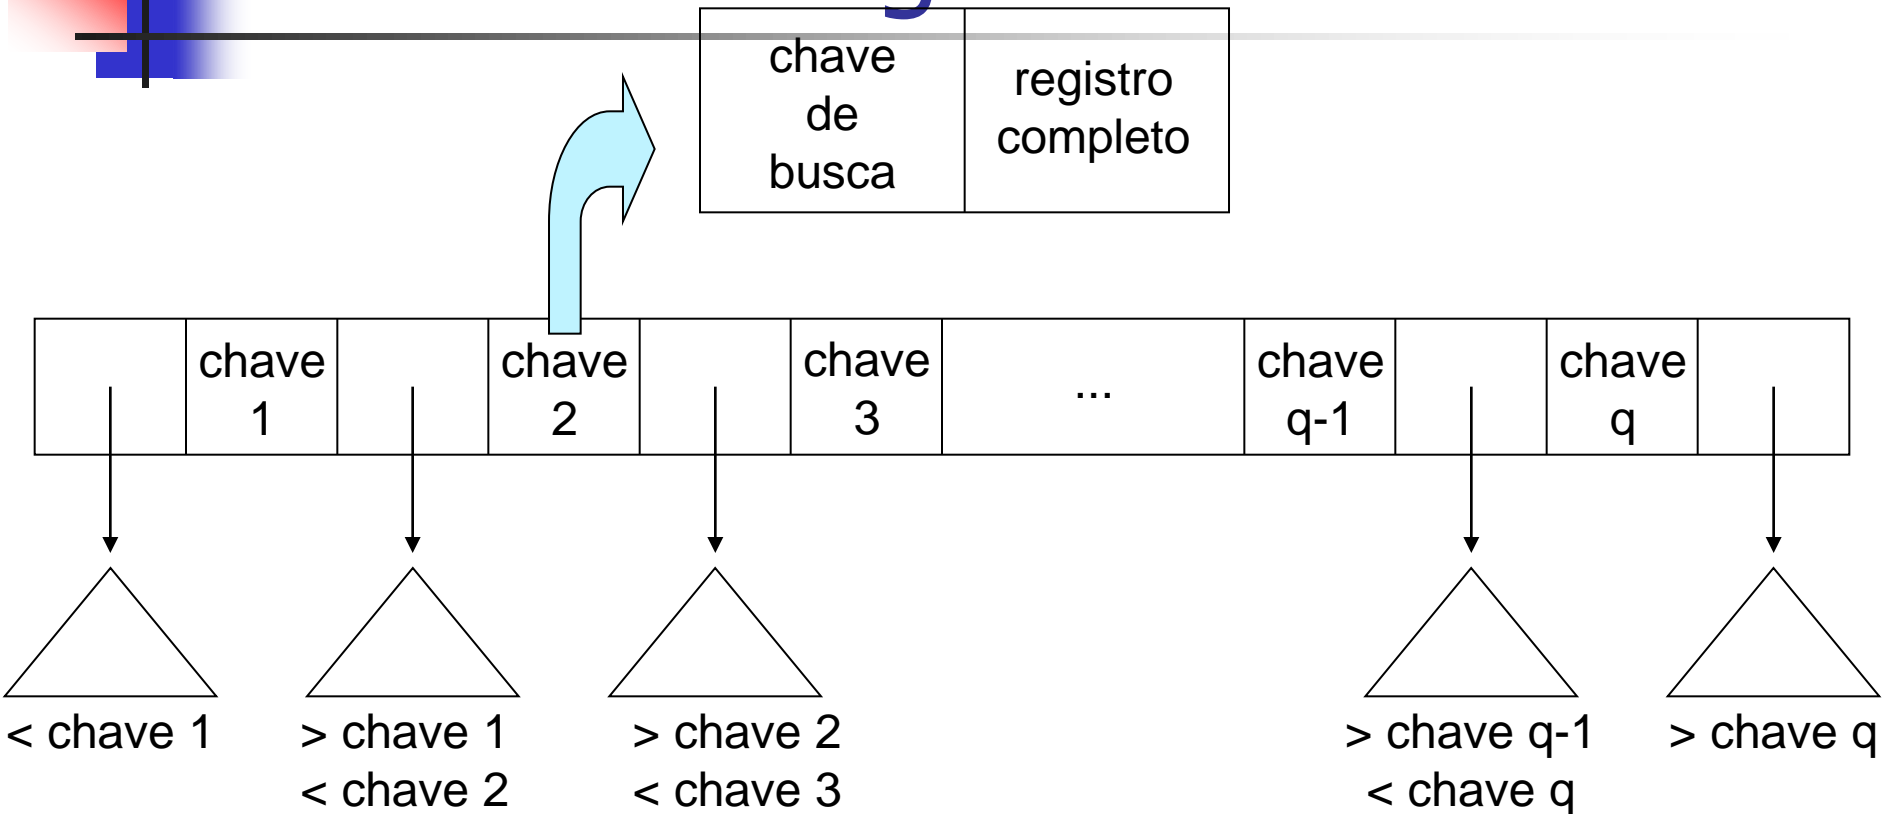 chave
de
busca
registro
completo
chave
1
chave
2
chave
3
...
chave
q-1
chave
q
< chave 1
> chave 1
< chave 2
> chave 2
< chave 3
> chave q-1
< chave q
> chave q